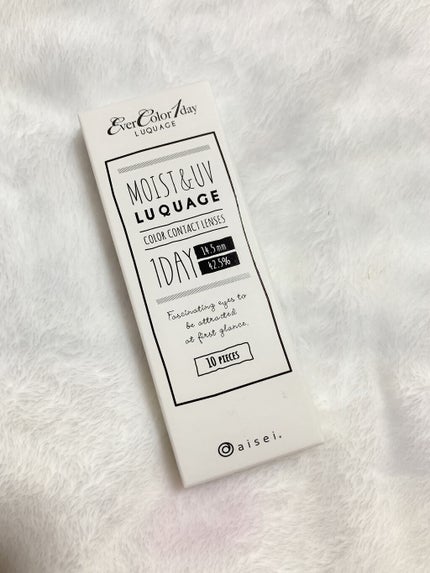 EverColor1day
LUQUAGE
MOIST&UV
LUQUAGE
COLOR CONTACT LENSES
1DAY
14.5mm
42.5%
Fascinating eyes to
be attracted
at first glance.
10 PIECES
aisei.